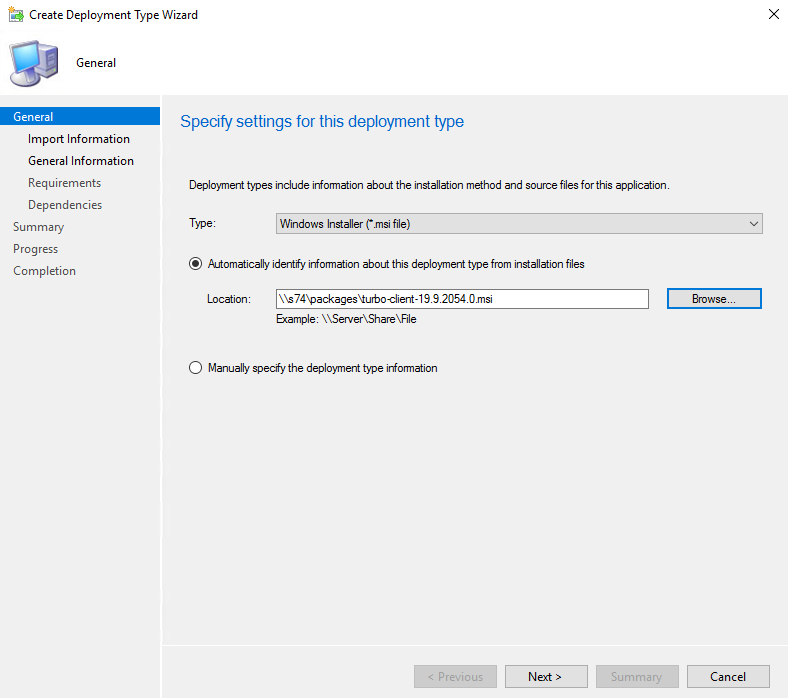 Create Deployment Type Wizard
General
General
Import Information
General Information
Requirements
Dependencies
Summary
Progress
Completion
Specify settings for this deployment type
Deployment types include information about the installation method and source files for this application.
Type: Windows Installer (*.msi file)
Automatically identify information about this deployment type from installation files
Location: \\s74\packages\turbo-client-19.9.2054.0.msi Browse...
Example: \\Server\Share\File
Manually specify the deployment type information
< Previous Next > Summary Cancel